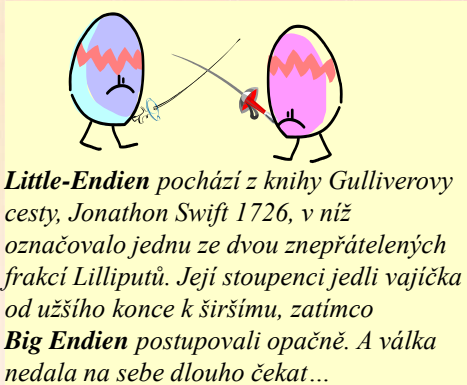 Little-Endien pochází z knihy Gulliverovy
cesty, Jonathon Swift 1726, v níž
označovalo jednu ze dvou znepřátelených
frakcí Lilliputů. Její stoupenci jedli vajíčka
od užšího konce k širšímu, zatímco
Big Endien postupovali opačně. A válka
nedala na sebe dlouho čekat…